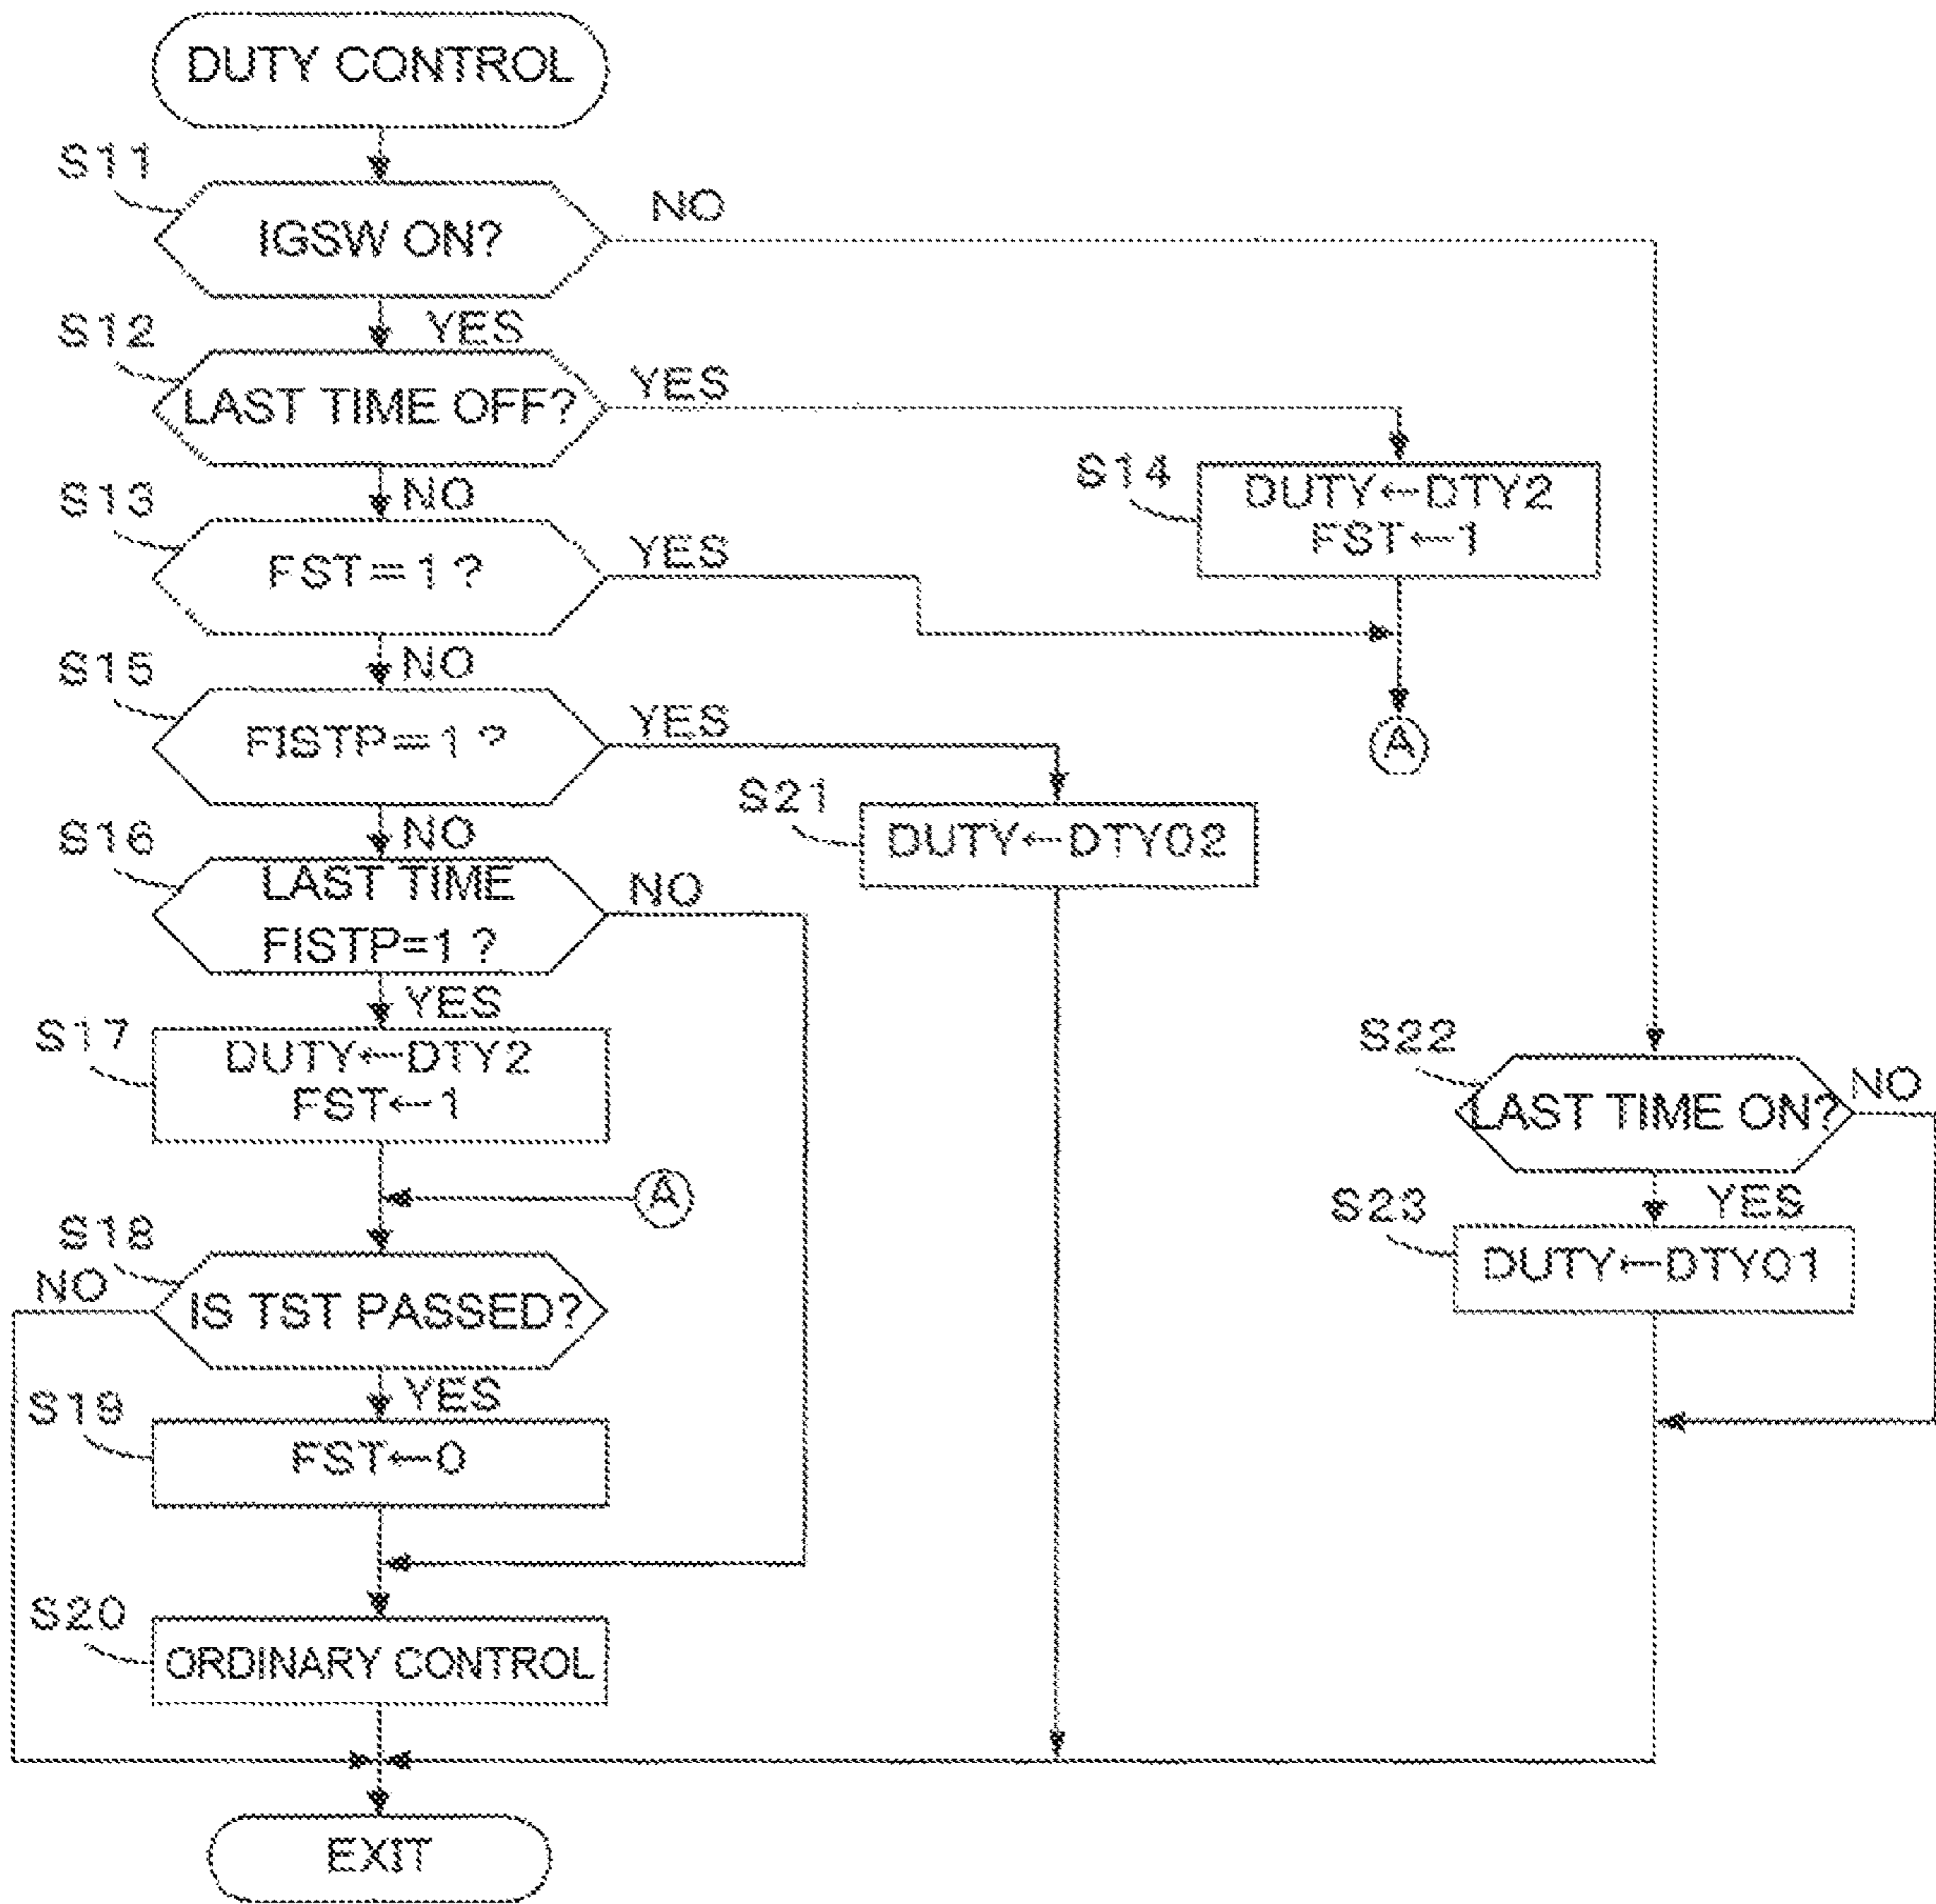 DUTY CONTROL
S11
IGSW ON?
NO
YES
S12
LAST TIME OFF?
YES
NO
S13
FST=1?
YES
NO
S14
DUTY←DTY2
FST←1
A
S15
FISTP=1?
YES
NO
S21
DUTY←DTY02
S16
LAST TIME
FISTP=1?
NO
YES
S17
DUTY←DTY2
FST←1
A
S18
IS TST PASSED?
NO
YES
S19
FST←0
S20
ORDINARY CONTROL
S22
LAST TIME ON?
NO
YES
S23
DUTY←DTY01
EXIT